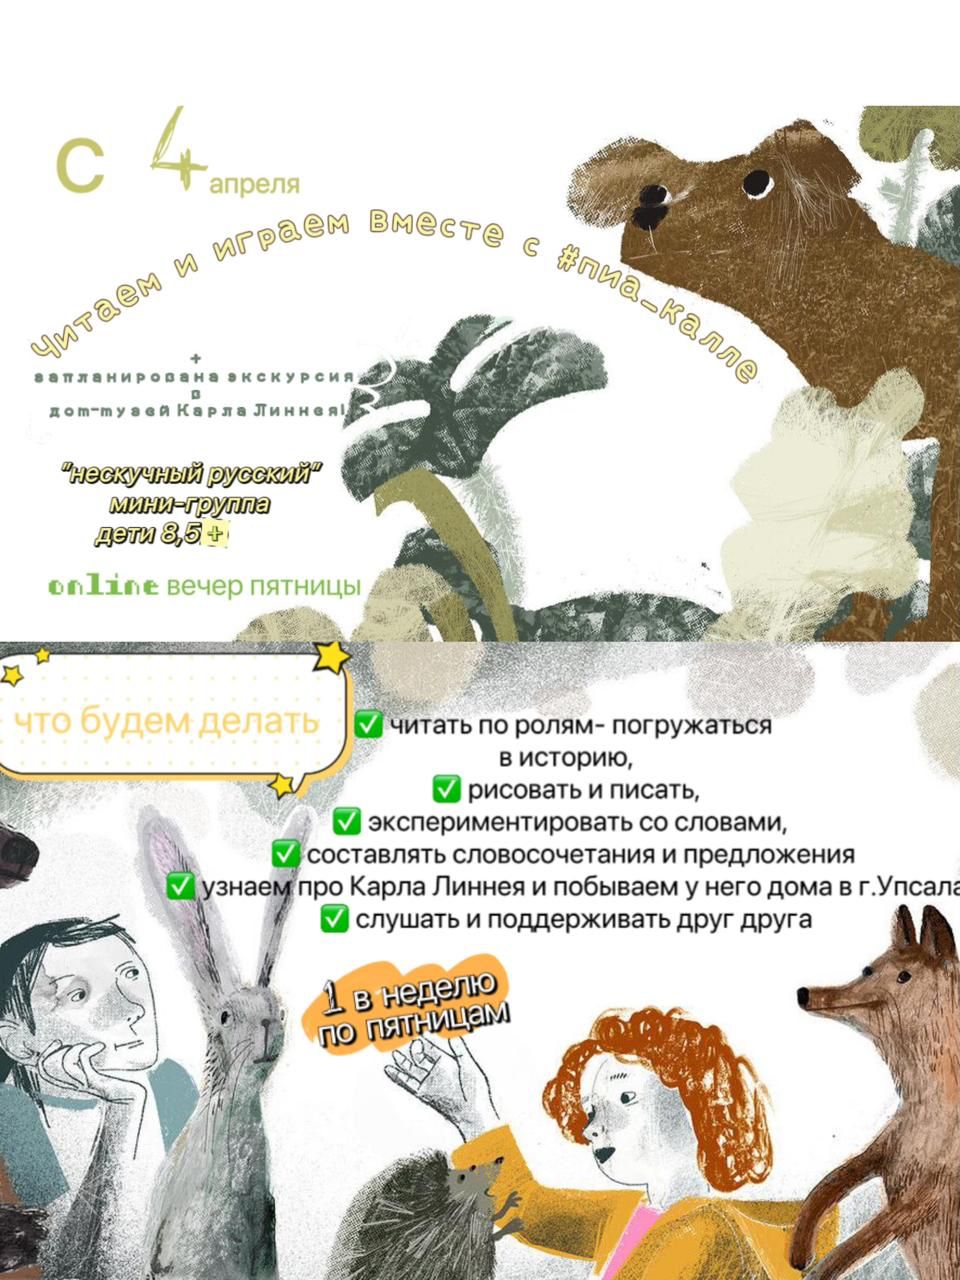 с 4 апреля
Читаем и играем вместе с #пиа_калле
+
запланирована экскурсия
в
дом-музей Карла Линнея!
"нескучный русский"
мини-группа
дети 8,5+
online вечер пятницы
что будем делать
✅ читать по ролям- погружаться
в историю,
✅ рисовать и писать,
✅ экспериментировать со словами,
✅ составлять словосочетания и предложения
✅ узнаем про Карла Линнея и побываем у него дома в г.Упсала
✅ слушать и поддерживать друг друга
1 в неделю
по пятницам